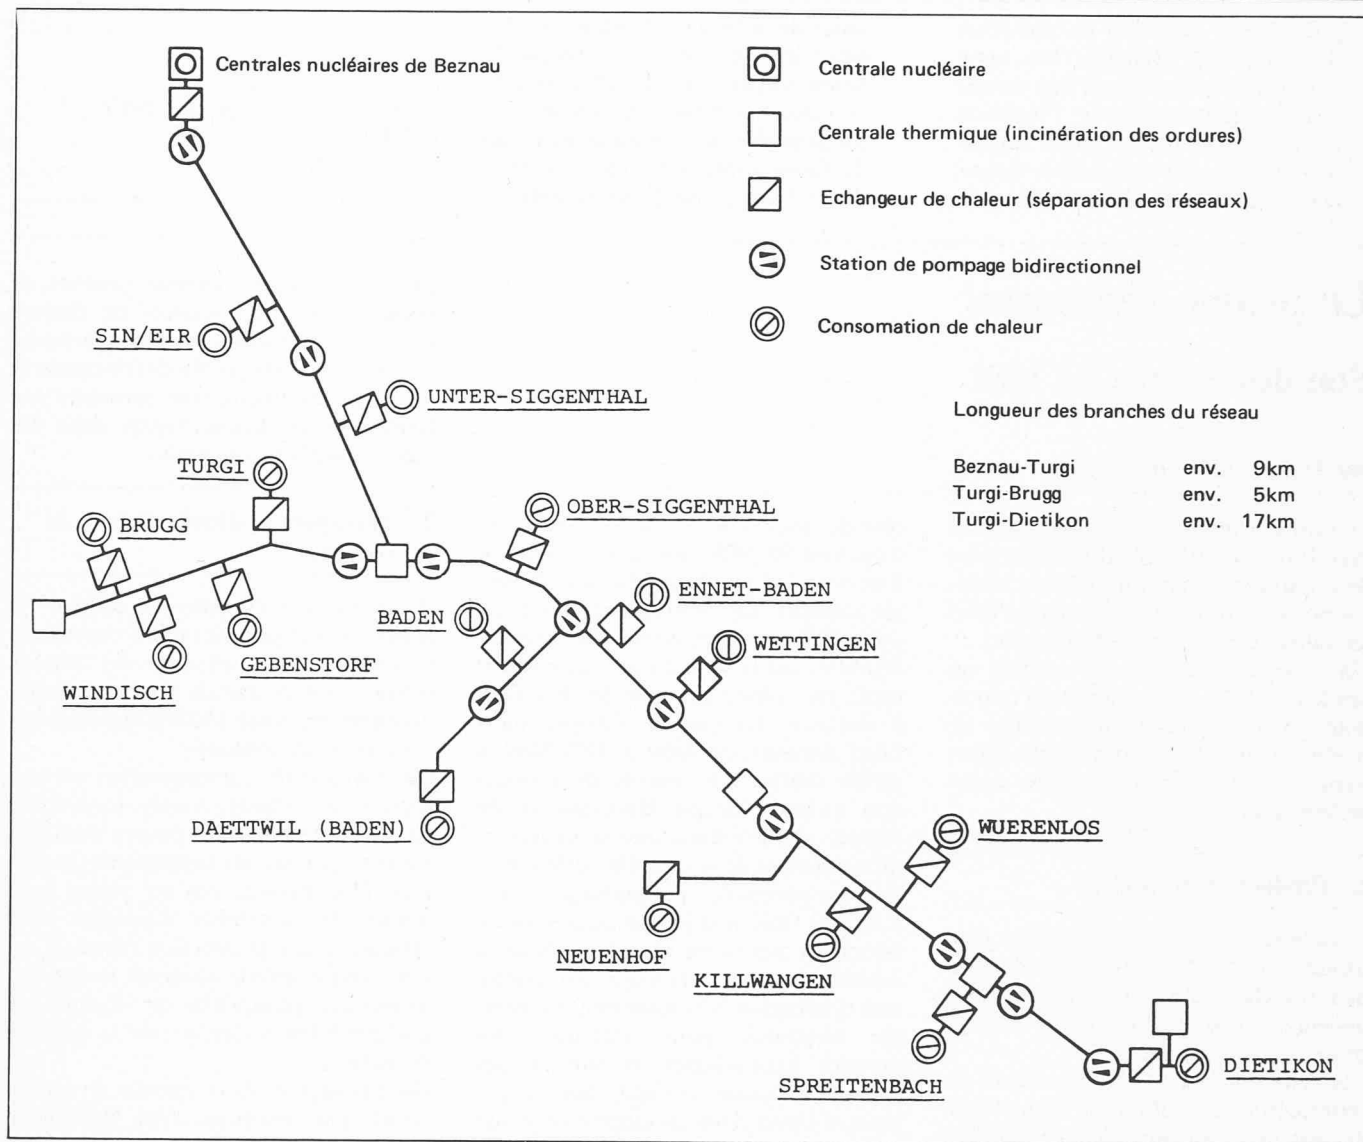 Centrales nucléaires de Beznau
Centrale nucléaire
Centrale thermique (incinération des ordures)
Echangeur de chaleur (séparation des réseaux)
Station de pompage bidirectionnel
Consomation de chaleur
SIN/EIR
UNTER-SIGGENTHAL
Longueur des branches du réseau
Beznau-Turgi env. 9km
Turgi-Brugg env. 5km
Turgi-Dietikon env. 17km
TURGI
BRUGG
OBER-SIGGENTHAL
ENNET-BADEN
BADEN
WETTINGEN
GEBENSTORF
WINDISCH
DAETTWIL (BADEN)
WUERENLOS
NEUENHOF
KILLWANGEN
SPREITENBACH
DIETIKON